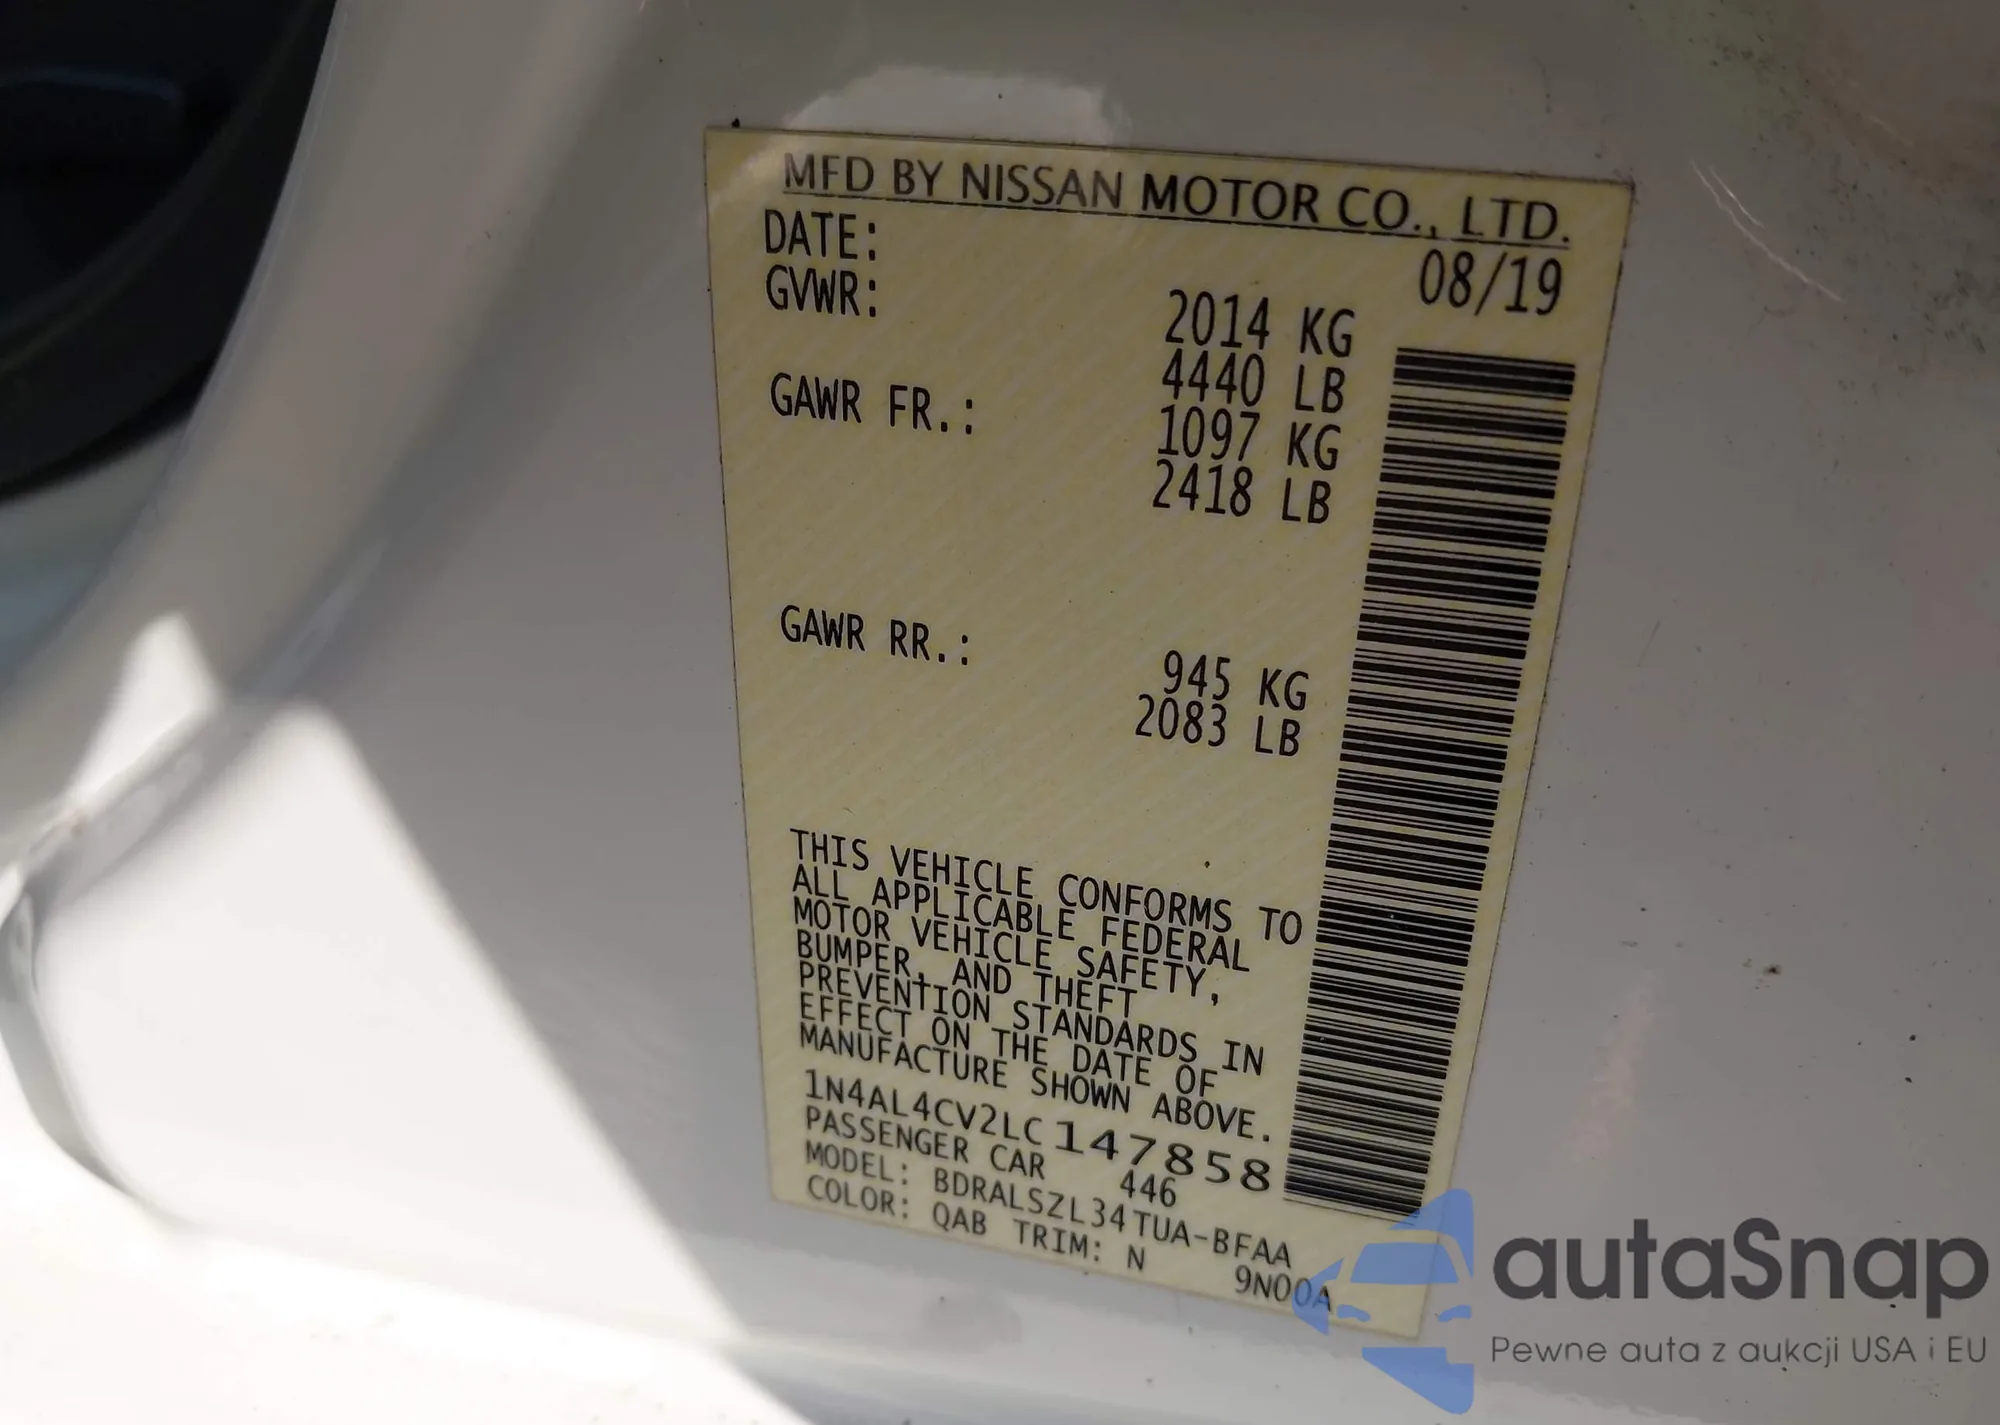 MFD BY NISSAN MOTOR CO., LTD.
DATE: 08/19
GVWR: 2014 KG
4440 LB
GAWR FR.: 1097 KG
2418 LB
GAWR RR.: 945 KG
2083 LB
THIS VEHICLE CONFORMS TO
ALL APPLICABLE FEDERAL
MOTOR VEHICLE SAFETY,
BUMPER, AND THEFT
PREVENTION STANDARDS IN
EFFECT ON THE DATE OF
MANUFACTURE SHOWN ABOVE.
1N4AL4CV2LC147858
PASSENGER CAR 446
MODEL: BDRALSZL34TUA-BFAA
COLOR: QAB TRIM: N 9N00A
autaSnap
Pewne auta z aukcji USA i EU